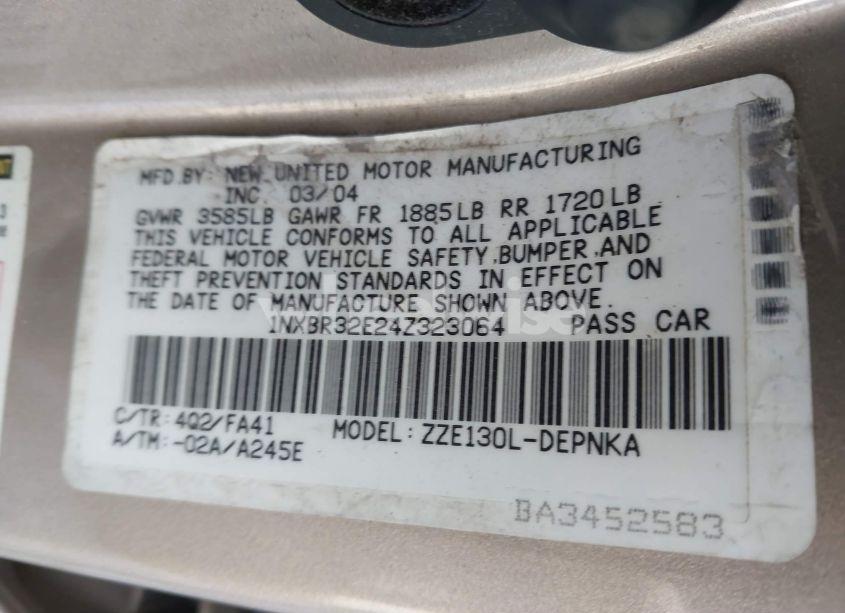 MFD.BY: NEW UNITED MOTOR MANUFACTURING
INC. 03/04
GVWR 3585LB GAWR FR 1885LB RR 1720LB
THIS VEHICLE CONFORMS TO ALL APPLICABLE
FEDERAL MOTOR VEHICLE SAFETY,BUMPER,AND
THEFT PREVENTION STANDARDS IN EFFECT ON
THE DATE OF MANUFACTURE SHOWN ABOVE.
1NXBR32E24Z323064 PASS CAR
C/TR: 4Q2/FA41
A/TM: -02A/A245E
MODEL: ZZE130L-DEPNKA
BA3452583